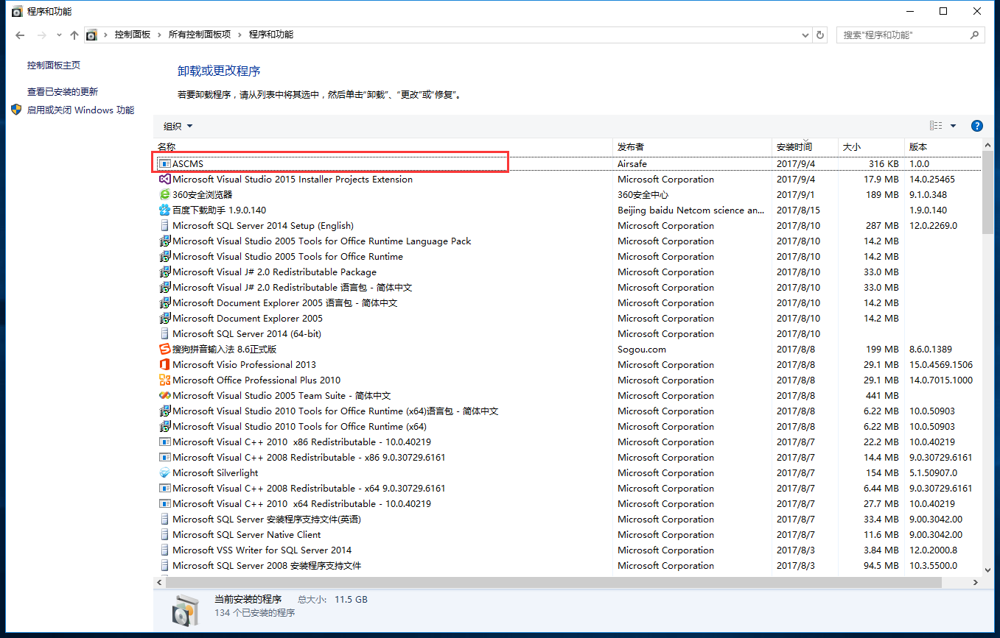 程序和功能
控制面板 › 所有控制面板项 › 程序和功能
搜索"程序和功能"
控制面板主页
查看已安装的更新
启用或关闭 Windows 功能
卸载或更改程序
若要卸载程序，请从列表中将其选中，然后单击“卸载”、“更改”或“修复”。
组织
名称 发布者 安装时间 大小 版本
ASCMS Airsafe 2017/9/4 316 KB 1.0.0
Microsoft Visual Studio 2015 Installer Projects Extension Microsoft Corporation 2017/9/4 17.9 MB 14.0.25465
360安全浏览器 360安全中心 2017/9/1 189 MB 9.1.0.348
百度下载助手 1.9.0.140 Beijing baidu Netcom science an... 2017/8/15 1.9.0.140
Microsoft SQL Server 2014 Setup (English) Microsoft Corporation 2017/8/10 287 MB 12.0.2269.0
Microsoft Visual Studio 2005 Tools for Office Runtime Language Pack Microsoft Corporation 2017/8/10 14.2 MB
Microsoft Visual Studio 2005 Tools for Office Runtime Microsoft Corporation 2017/8/10 14.2 MB
Microsoft Visual J# 2.0 Redistributable Package Microsoft Corporation 2017/8/10 33.0 MB
Microsoft Visual J# 2.0 Redistributable 语言包 - 简体中文 Microsoft Corporation 2017/8/10 33.0 MB
Microsoft Document Explorer 2005 语言包 - 简体中文 Microsoft Corporation 2017/8/10 14.2 MB
Microsoft Document Explorer 2005 Microsoft Corporation 2017/8/10 14.2 MB
Microsoft SQL Server 2014 (64-bit) Microsoft Corporation 2017/8/10
搜狗拼音输入法 8.6正式版 Sogou.com 2017/8/8 199 MB 8.6.0.1389
Microsoft Visio Professional 2013 Microsoft Corporation 2017/8/8 29.1 MB 15.0.4569.1506
Microsoft Office Professional Plus 2010 Microsoft Corporation 2017/8/8 29.1 MB 14.0.7015.1000
Microsoft Visual Studio 2005 Team Suite - 简体中文 Microsoft Corporation 2017/8/8 441 MB
Microsoft Visual Studio 2010 Tools for Office Runtime (x64)语言包 - 简体中文 Microsoft Corporation 2017/8/8 6.22 MB 10.0.50903
Microsoft Visual Studio 2010 Tools for Office Runtime (x64) Microsoft Corporation 2017/8/8 6.22 MB 10.0.50903
Microsoft Visual C++ 2010 x86 Redistributable - 10.0.40219 Microsoft Corporation 2017/8/7 22.2 MB 10.0.40219
Microsoft Visual C++ 2008 Redistributable - x86 9.0.30729.6161 Microsoft Corporation 2017/8/7 14.4 MB 9.0.30729.6161
Microsoft Silverlight Microsoft Corporation 2017/8/7 154 MB 5.1.50907.0
Microsoft Visual C++ 2008 Redistributable - x64 9.0.30729.6161 Microsoft Corporation 2017/8/7 6.44 MB 9.0.30729.6161
Microsoft Visual C++ 2010 x64 Redistributable - 10.0.40219 Microsoft Corporation 2017/8/7 27.7 MB 10.0.40219
Microsoft SQL Server 安装程序支持文件(英语) Microsoft Corporation 2017/8/7 33.4 MB 9.00.3042.00
Microsoft SQL Server Native Client Microsoft Corporation 2017/8/7 11.6 MB 9.00.3042.00
Microsoft VSS Writer for SQL Server 2014 Microsoft Corporation 2017/8/3 3.84 MB 12.0.2000.8
Microsoft SQL Server 2008 安装程序支持文件 Microsoft Corporation 2017/8/3 94.5 MB 10.3.5500.0
当前安装的程序 总大小: 11.5 GB
134 个已安装的程序